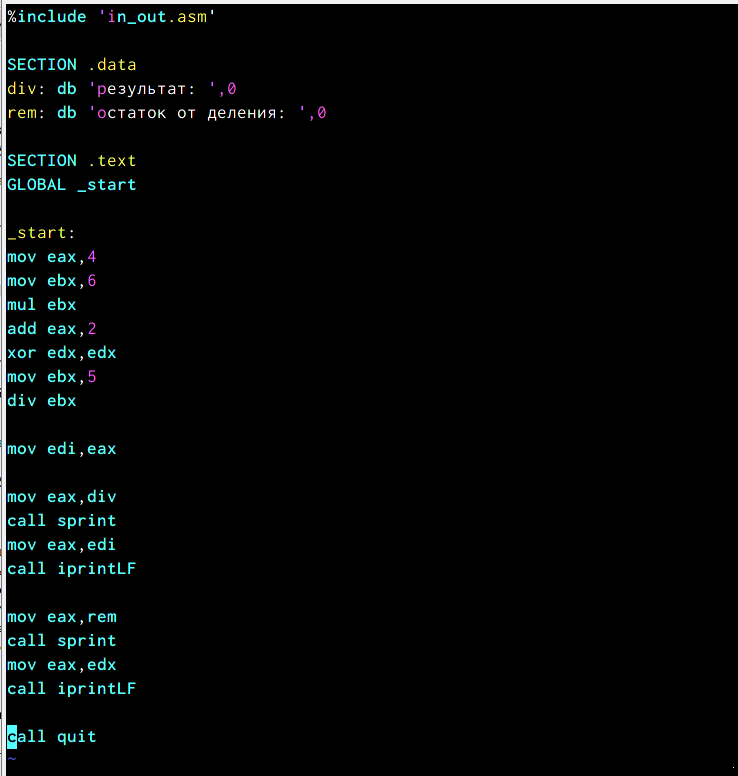 %include 'in_out.asm'
SECTION .data
div: db 'результат: ',0
rem: db 'остаток от деления: ',0
SECTION .text
GLOBAL _start
_start:
mov eax,4
mov ebx,6
mul ebx
add eax,2
xor edx,edx
mov ebx,5
div ebx
mov edi,eax
mov eax,div
call sprint
mov eax,edi
call iprintLF
mov eax,rem
call sprint
mov eax,edx
call iprintLF
call quit
~